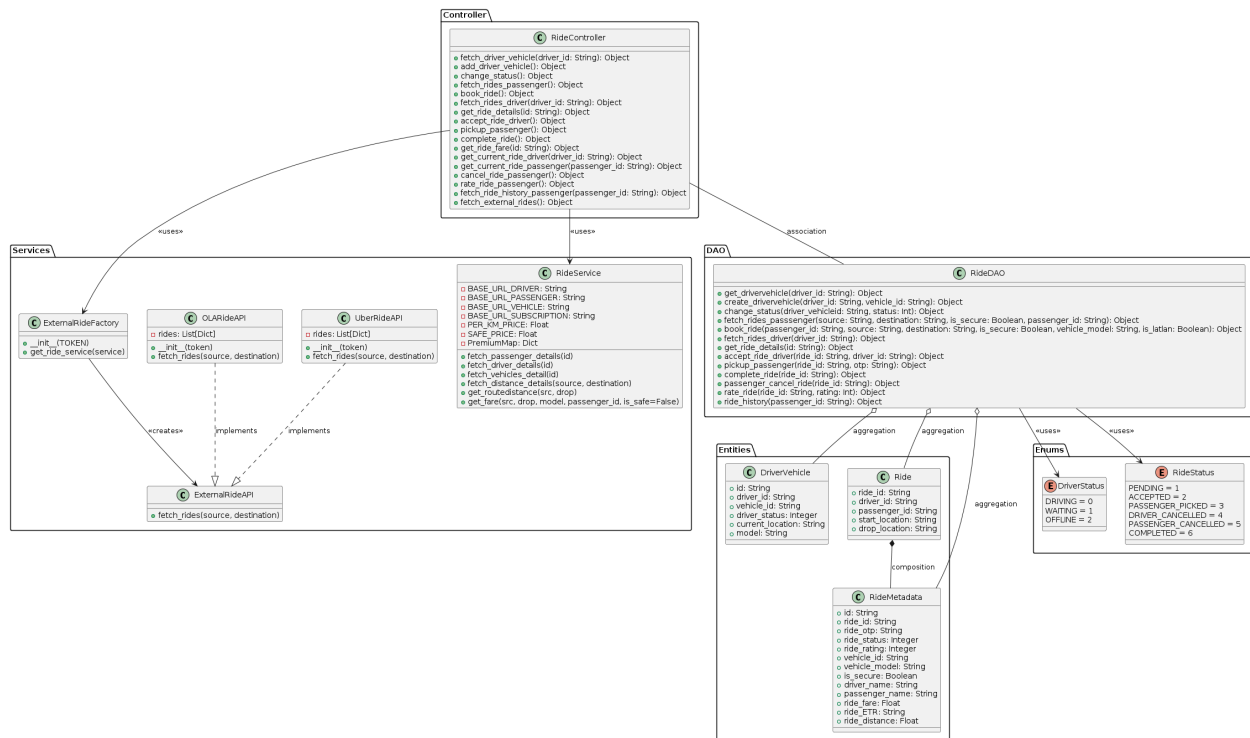 Controller
C RideController
fetch_driver_vehicle(driver_id: String): Object
add_driver_vehicle(): Object
change_status(): Object
fetch_rides_passenger(): Object
book_ride(): Object
fetch_rides_driver(driver_id: String): Object
get_ride_details(id: String): Object
accept_ride_driver(): Object
pickup_passenger(): Object
complete_ride(): Object
get_ride_fare(id: String): Object
get_current_ride_driver(driver_id: String): Object
get_current_ride_passenger(passenger_id: String): Object
cancel_ride_passenger(): Object
rate_ride_passenger(): Object
fetch_ride_history_passenger(passenger_id: String): Object
fetch_external_rides(): Object
«uses»
«uses»
association
Services
C ExternalRideFactory
__init__(TOKEN)
get_ride_service(service)
C OLARideAPI
rides: List[Dict]
__init__(token)
fetch_rides(source, destination)
C UberRideAPI
rides: List[Dict]
__init__(token)
fetch_rides(source, destination)
C RideService
BASE_URL_DRIVER: String
BASE_URL_PASSENGER: String
BASE_URL_VEHICLE: String
BASE_URL_SUBSCRIPTION: String
PER_KM_PRICE: Float
SAFE_PRICE: Float
PremiumMap: Dict
fetch_passenger_details(id)
fetch_driver_details(id)
fetch_vehicles_detail(id)
fetch_distance_details(source, destination)
get_routedistance(src, drop)
get_fare(src, drop, model, passenger_id, is_safe=False)
«creates»
implements
implements
C ExternalRideAPI
fetch_rides(source, destination)
DAO
C RideDAO
get_drivervehicle(driver_id: String): Object
create_drivervehicle(driver_id: String, vehicle_id: String): Object
change_status(driver_vehicleid: String, status: Int): Object
fetch_rides_passsenger(source: String, destination: String, is_secure: Boolean, passenger_id: String): Object
book_ride(passenger_id: String, source: String, destination: String, is_secure: Boolean, vehicle_model: String, is_latlan: Boolean): Object
fetch_rides_driver(driver_id: String): Object
get_ride_details(id: String): Object
accept_ride_driver(ride_id: String, driver_id: String): Object
pickup_passenger(ride_id: String, otp: String): Object
complete_ride(ride_id: String): Object
passenger_cancel_ride(ride_id: String): Object
rate_ride(ride_id: String, rating: Int): Object
ride_history(passenger_id: String): Object
aggregation
aggregation
aggregation
«uses»
«uses»
Entities
C DriverVehicle
id: String
driver_id: String
vehicle_id: String
driver_status: Integer
current_location: String
model: String
C Ride
ride_id: String
driver_id: String
passenger_id: String
start_location: String
drop_location: String
composition
C RideMetadata
id: String
ride_id: String
ride_otp: String
ride_status: Integer
ride_rating: Integer
vehicle_id: String
vehicle_model: String
is_secure: Boolean
driver_name: String
passenger_name: String
ride_fare: Float
ride_ETR: String
ride_distance: Float
Enums
E DriverStatus
DRIVING = 0
WAITING = 1
OFFLINE = 2
E RideStatus
PENDING = 1
ACCEPTED = 2
PASSENGER_PICKED = 3
DRIVER_CANCELLED = 4
PASSENGER_CANCELLED = 5
COMPLETED = 6